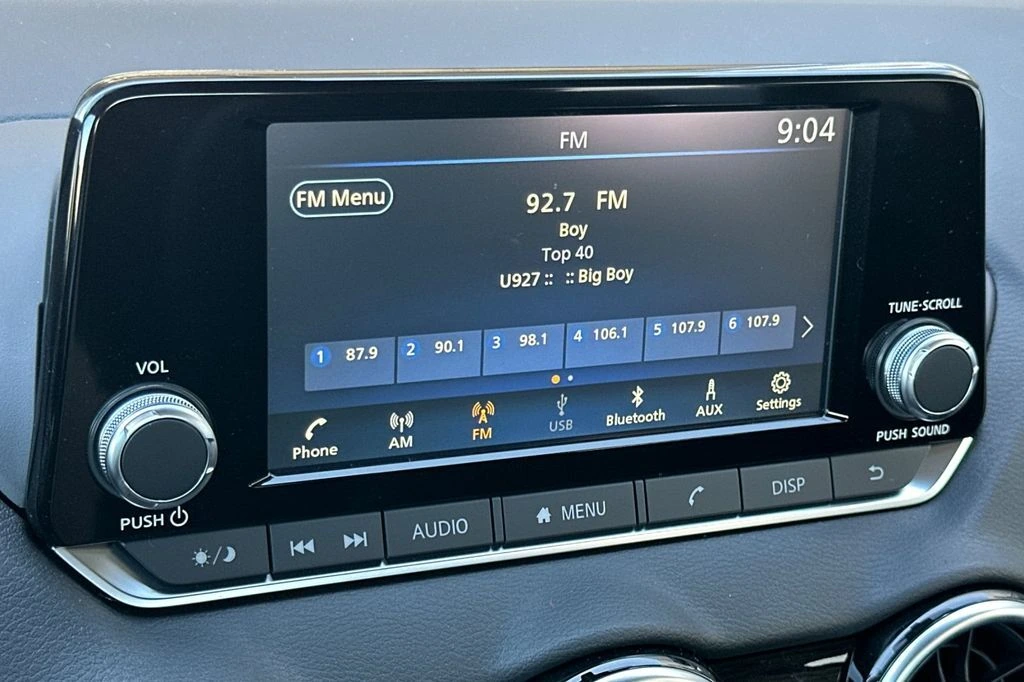 FM 9:04
FM Menu
92.7 FM
Boy
Top 40
U927 :: :: Big Boy
1 87.9 2 90.1 3 98.1 4 106.1 5 107.9 6 107.9
Phone AM FM USB Bluetooth AUX Settings
VOL
PUSH
TUNE·SCROLL
PUSH SOUND
AUDIO MENU DISP